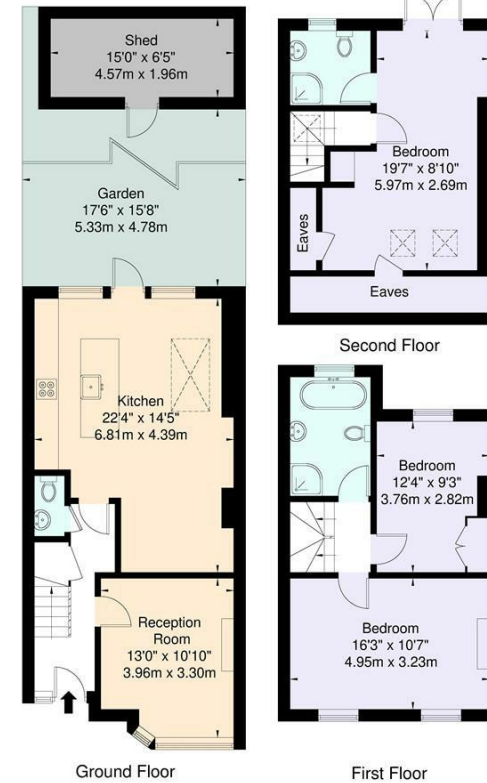 Shed
15'0" x 6'5"
4.57m x 1.96m
Garden
17'6" x 15'8"
5.33m x 4.78m
Kitchen
22'4" x 14'5"
6.81m x 4.39m
Reception
Room
13'0" x 10'10"
3.96m x 3.30m
Ground Floor
Bedroom
19'7" x 8'10"
5.97m x 2.69m
Eaves
Eaves
Second Floor
Bedroom
12'4" x 9'3"
3.76m x 2.82m
Bedroom
16'3" x 10'7"
4.95m x 3.23m
First Floor